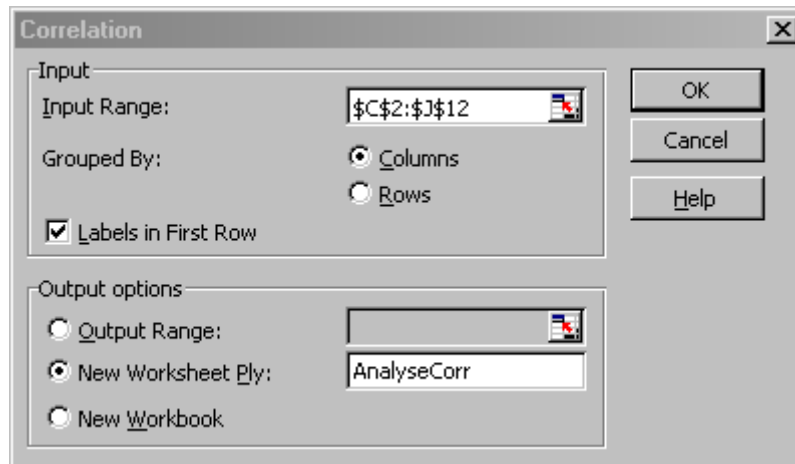 Correlation
Input
Input Range: $C$2:$J$12
Grouped By: Columns
Rows
Labels in First Row
OK
Cancel
Help
Output options
Output Range:
New Worksheet Ply: AnalyseCorr
New Workbook